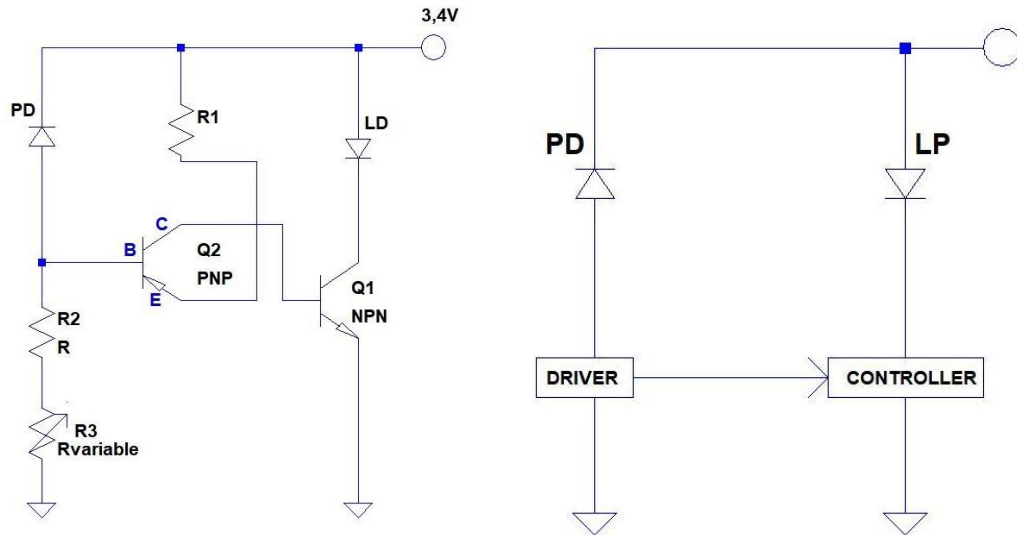 3,4V
PD
R1
LD
C
B
Q2
PNP
E
Q1
NPN
R2
R
R3
Rvariable
PD
LP
DRIVER
CONTROLLER